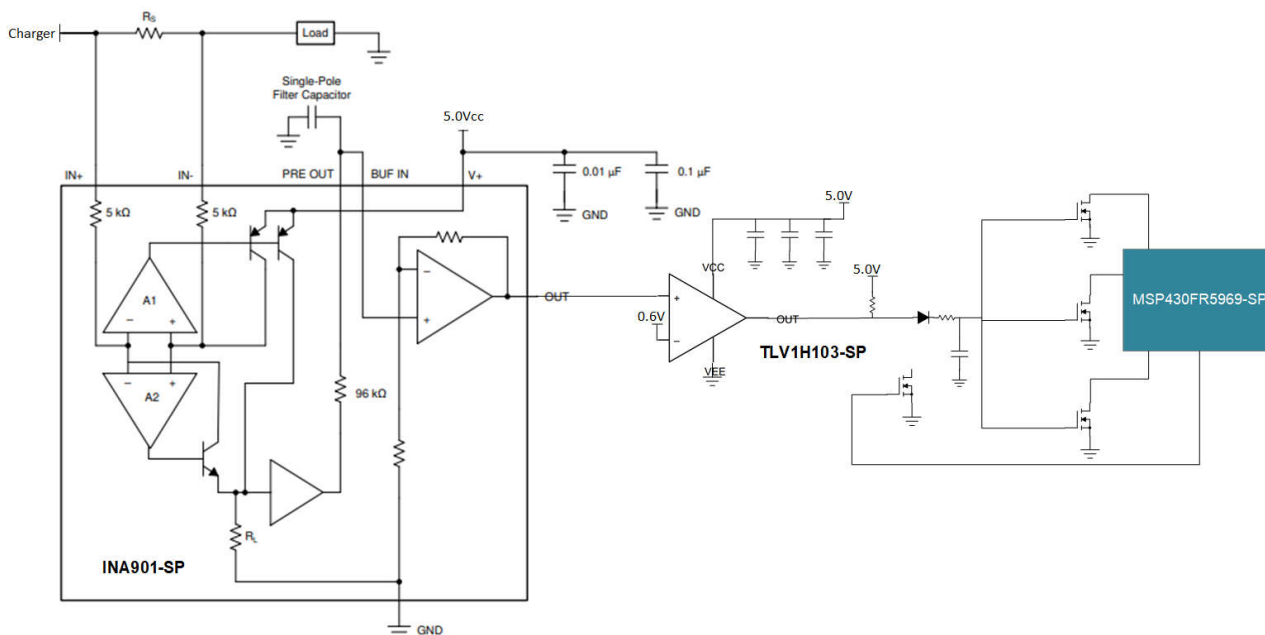 Charger
RS
Load
Single-Pole
Filter Capacitor
5.0Vcc
IN+
IN-
PRE OUT
BUF IN
V+
0.01 µF
0.1 µF
GND
GND
5 kΩ
5 kΩ
5.0V
A1
−
+
−
+
VCC
5.0V
MSP430FR5969-SP
OUT
+
0.6V
−
OUT
TLV1H103-SP
VEE
−
+
A2
96 kΩ
RL
INA901-SP
GND